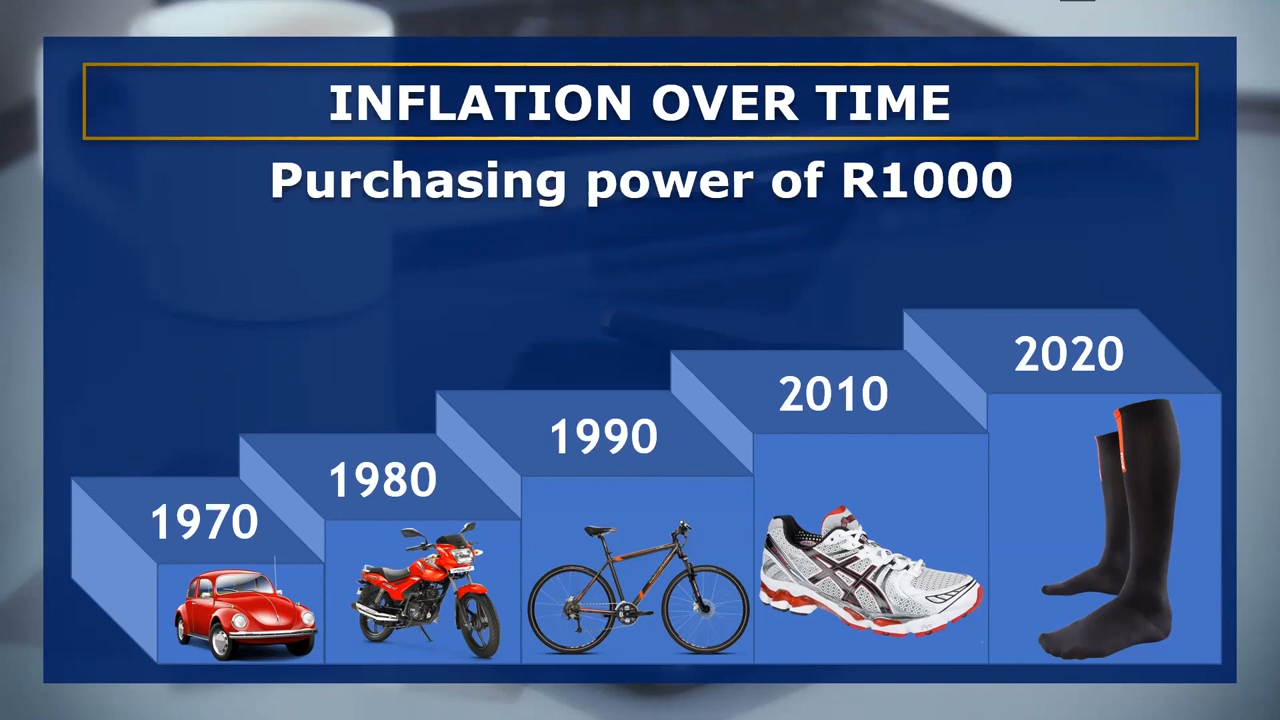 INFLATION OVER TIME
Purchasing power of R1000
1970
1980
1990
2010
2020